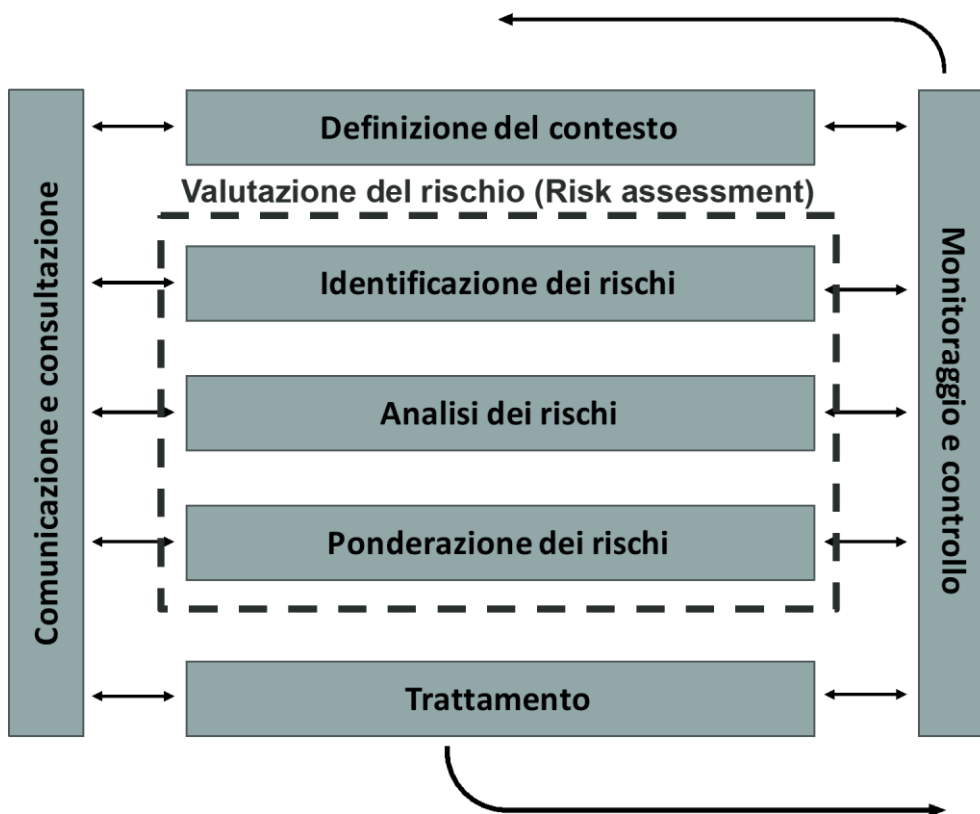 Definizione del contesto
Valutazione del rischio (Risk assessment)
Identificazione dei rischi
Analisi dei rischi
Ponderazione dei rischi
Trattamento
Comunicazione e consultazione
Monitoraggio e controllo